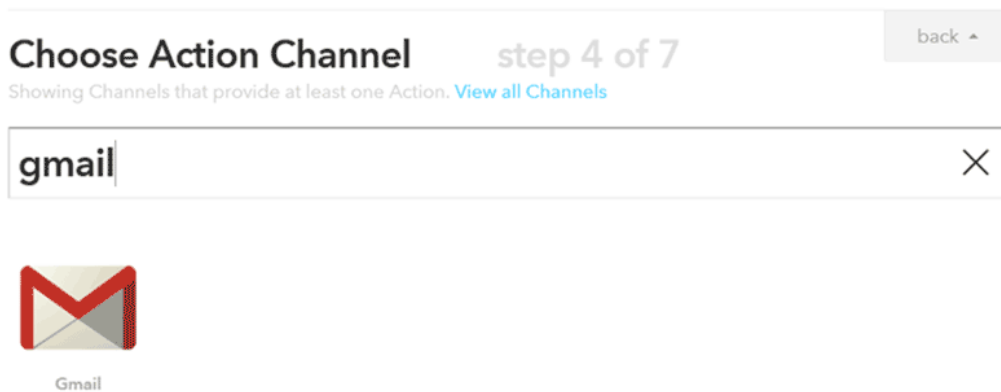 Choose Action Channel step 4 of 7 back
Showing Channels that provide at least one Action. View all Channels
gmail
Gmail